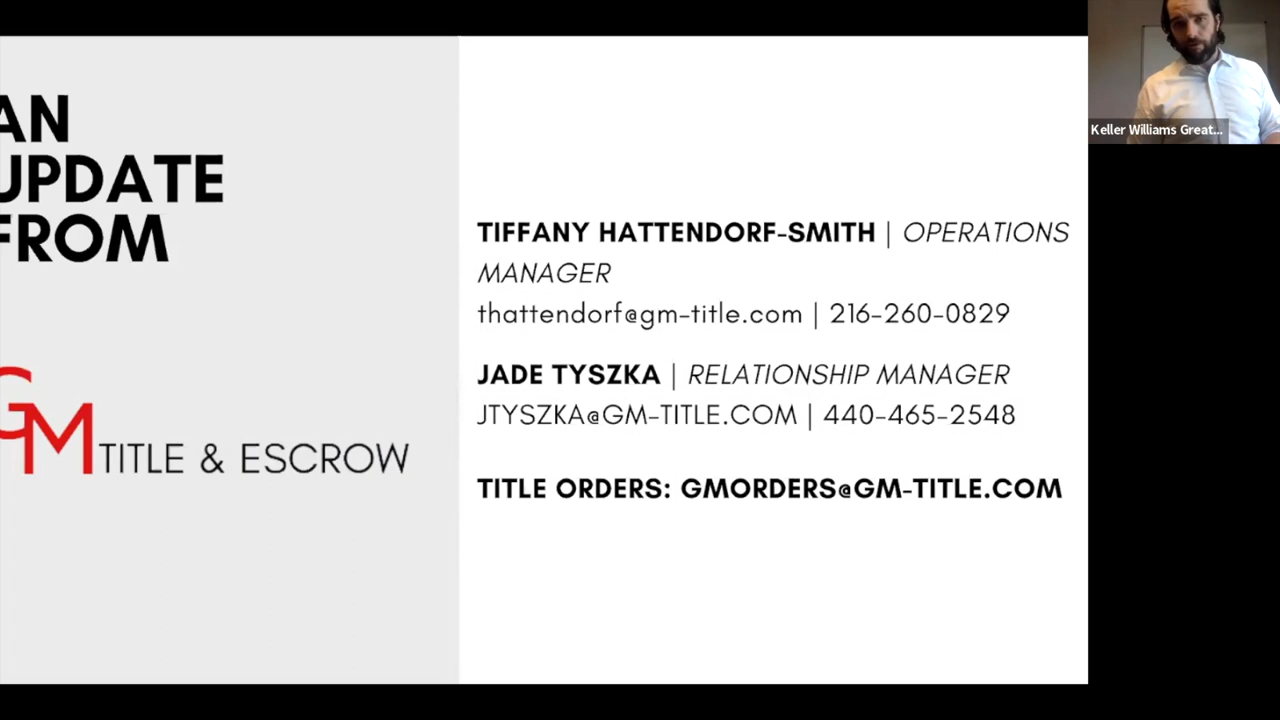 AN
UPDATE
FROM
GM TITLE & ESCROW
TIFFANY HATTENDORF-SMITH | OPERATIONS
MANAGER
thattendorf@gm-title.com | 216-260-0829
JADE TYSZKA | RELATIONSHIP MANAGER
JTYSZKA@GM-TITLE.COM | 440-465-2548
TITLE ORDERS: GMORDERS@GM-TITLE.COM
Keller Williams Great...